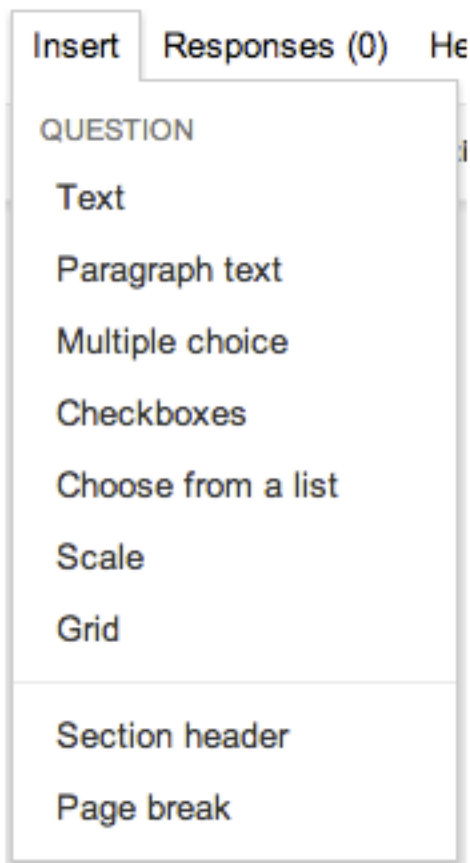 Insert Responses (0)
QUESTION
Text
Paragraph text
Multiple choice
Checkboxes
Choose from a list
Scale
Grid
Section header
Page break